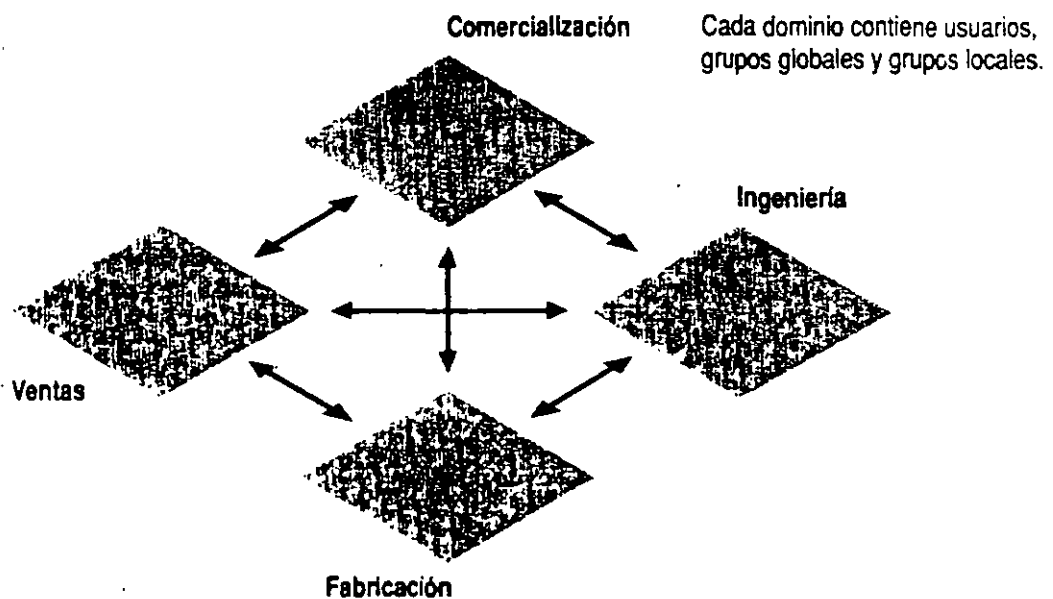 Comercialización
Cada dominio contiene usuarios,
grupos globales y grupos locales.
Ingeniería
Ventas
Fabricación